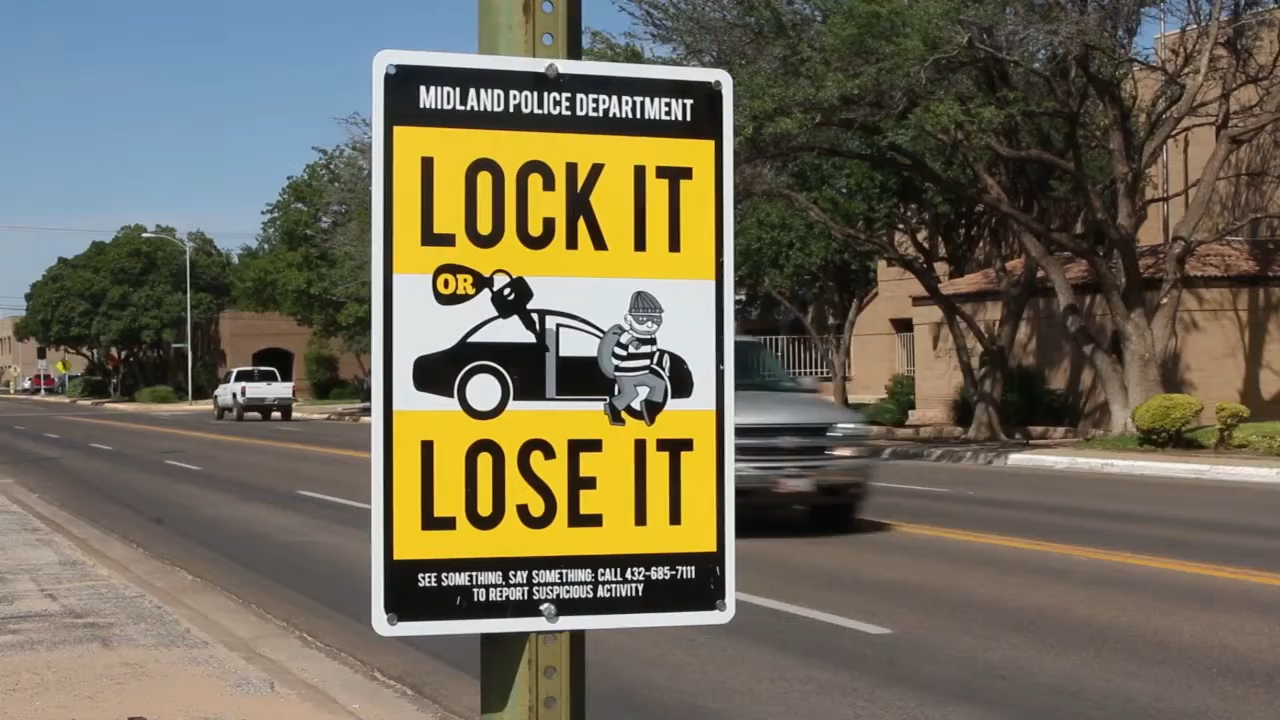 MIDLAND POLICE DEPARTMENT
LOCK IT
OR
LOSE IT
SEE SOMETHING, SAY SOMETHING: CALL 432-685-7111
TO REPORT SUSPICIOUS ACTIVITY